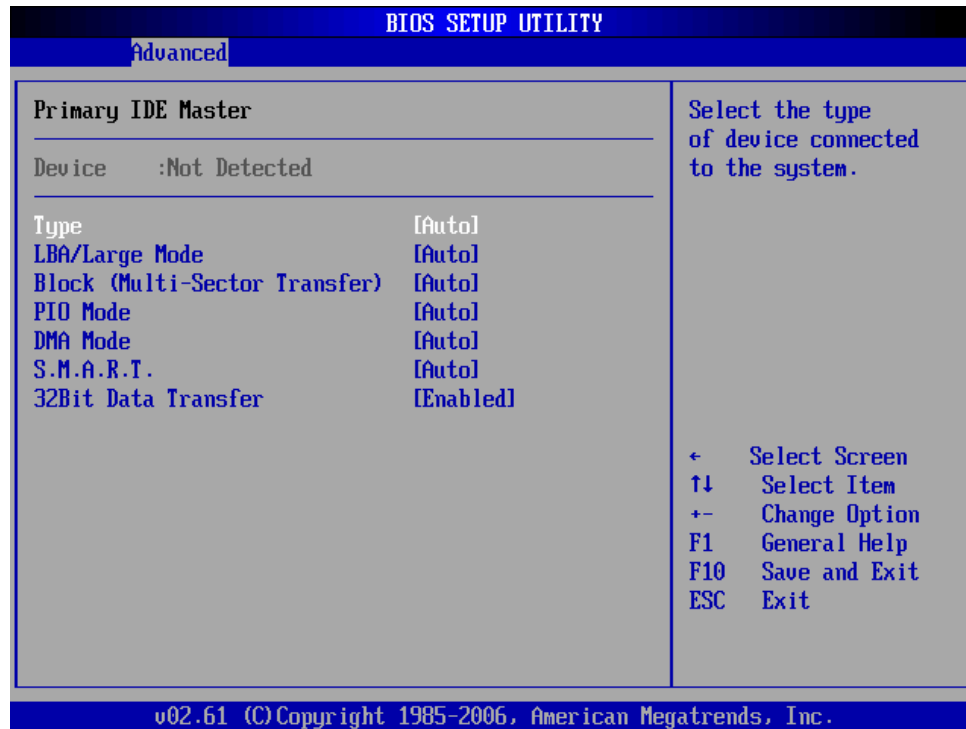 BIOS SETUP UTILITY
Advanced
Primary IDE Master
Device :Not Detected
Type [Auto]
LBA/Large Mode [Auto]
Block (Multi-Sector Transfer) [Auto]
PIO Mode [Auto]
DMA Mode [Auto]
S.M.A.R.T. [Auto]
32Bit Data Transfer [Enabled]
Select the type
of device connected
to the system.
← Select Screen
↑↓ Select Item
+- Change Option
F1 General Help
F10 Save and Exit
ESC Exit
v02.61 (C)Copyright 1985-2006, American Megatrends, Inc.